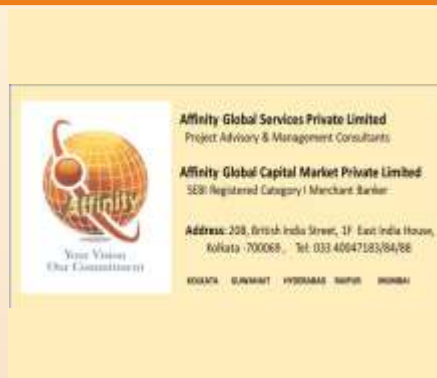 Affinity
Your Vision
Our Commitment
Affinity Global Services Private Limited
Project Advisory & Management Consultants
Affinity Global Capital Market Private Limited
SEBI Registered Category I Merchant Banker
Address: 208, British India Street, 1F East India House,
Kolkata -700069, Tel: 033 40047183/84/88
KOLKATA GUWAHATI HYDERABAD RAIPUR MUMBAI